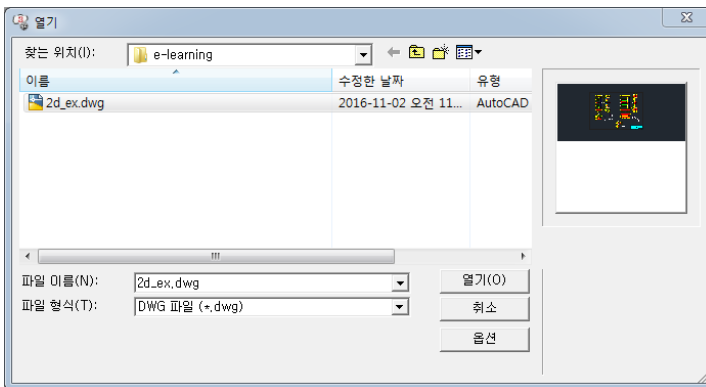 열기
찾는 위치(I): e-learning
이름 수정한 날짜 유형
2d_ex.dwg 2016-11-02 오전 11... AutoCAD
파일 이름(N): 2d_ex.dwg 열기(O)
파일 형식(T): DWG 파일 (*.dwg) 취소
옵션